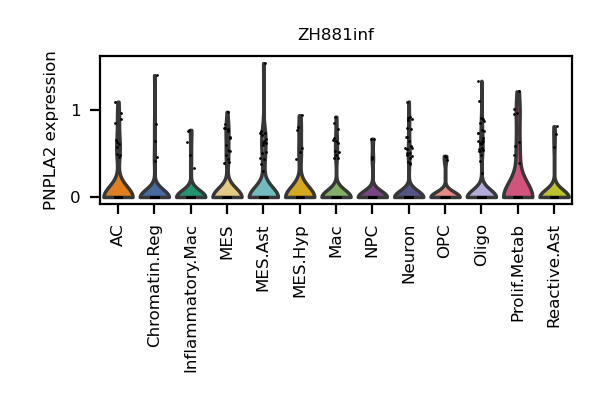 ZH881inf
PNPLA2 expression
1
0
AC
Chromatin.Reg
Inflammatory.Mac
MES
MES.Ast
MES.Hyp
Mac
NPC
Neuron
OPC
Oligo
Prolif.Metab
Reactive.Ast